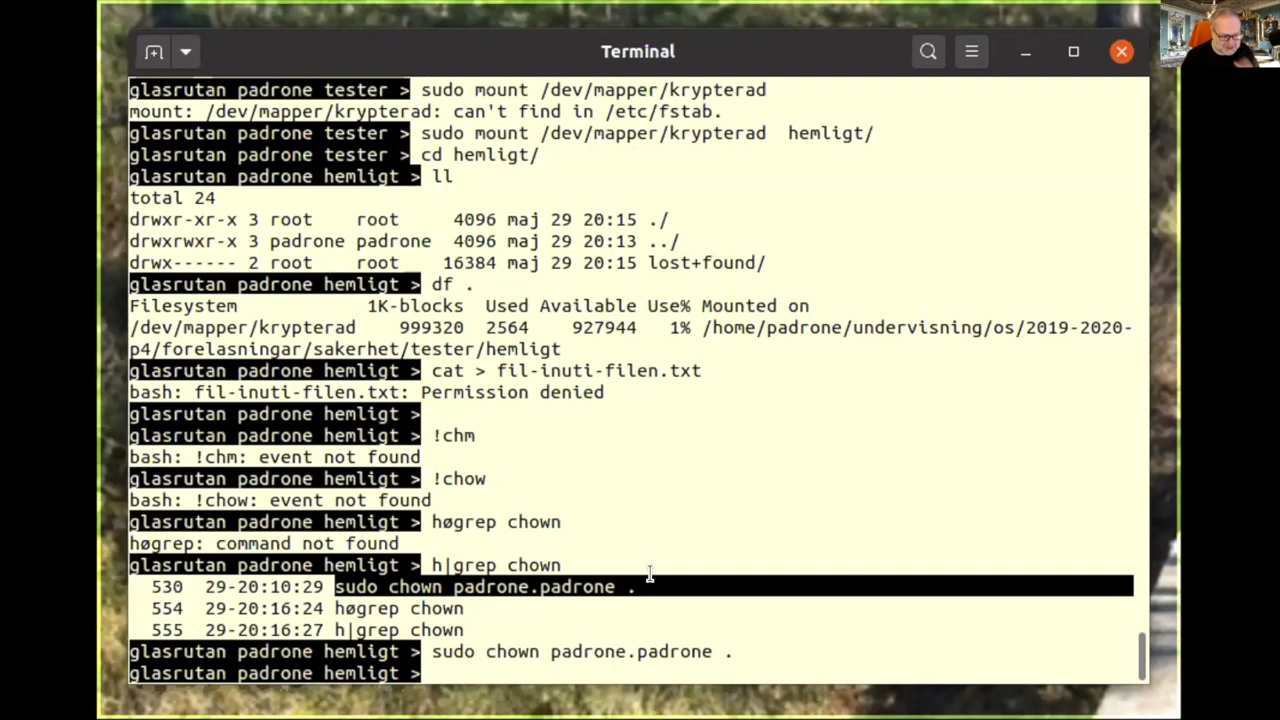 Terminal
glasrutan padrone tester > sudo mount /dev/mapper/krypterad
mount: /dev/mapper/krypterad: can't find in /etc/fstab.
glasrutan padrone tester > sudo mount /dev/mapper/krypterad  hemligt/
glasrutan padrone tester > cd hemligt/
glasrutan padrone hemligt > ll
total 24
drwxr-xr-x 3 root    root     4096 maj 29 20:15 ./
drwxrwxr-x 3 padrone padrone  4096 maj 29 20:13 ../
drwx------ 2 root    root    16384 maj 29 20:15 lost+found/
glasrutan padrone hemligt > df .
Filesystem            1K-blocks  Used Available Use% Mounted on
/dev/mapper/krypterad    999320  2564    927944   1% /home/padrone/undervisning/os/2019-2020-
p4/forelasningar/sakerhet/tester/hemligt
glasrutan padrone hemligt > cat > fil-inuti-filen.txt
bash: fil-inuti-filen.txt: Permission denied
glasrutan padrone hemligt >
glasrutan padrone hemligt > !chm
bash: !chm: event not found
glasrutan padrone hemligt > !chow
bash: !chow: event not found
glasrutan padrone hemligt > høgrep chown
høgrep: command not found
glasrutan padrone hemligt > h|grep chown
530  29-20:10:29 sudo chown padrone.padrone .
554  29-20:16:24 høgrep chown
555  29-20:16:27 h|grep chown
glasrutan padrone hemligt > sudo chown padrone.padrone .
glasrutan padrone hemligt >